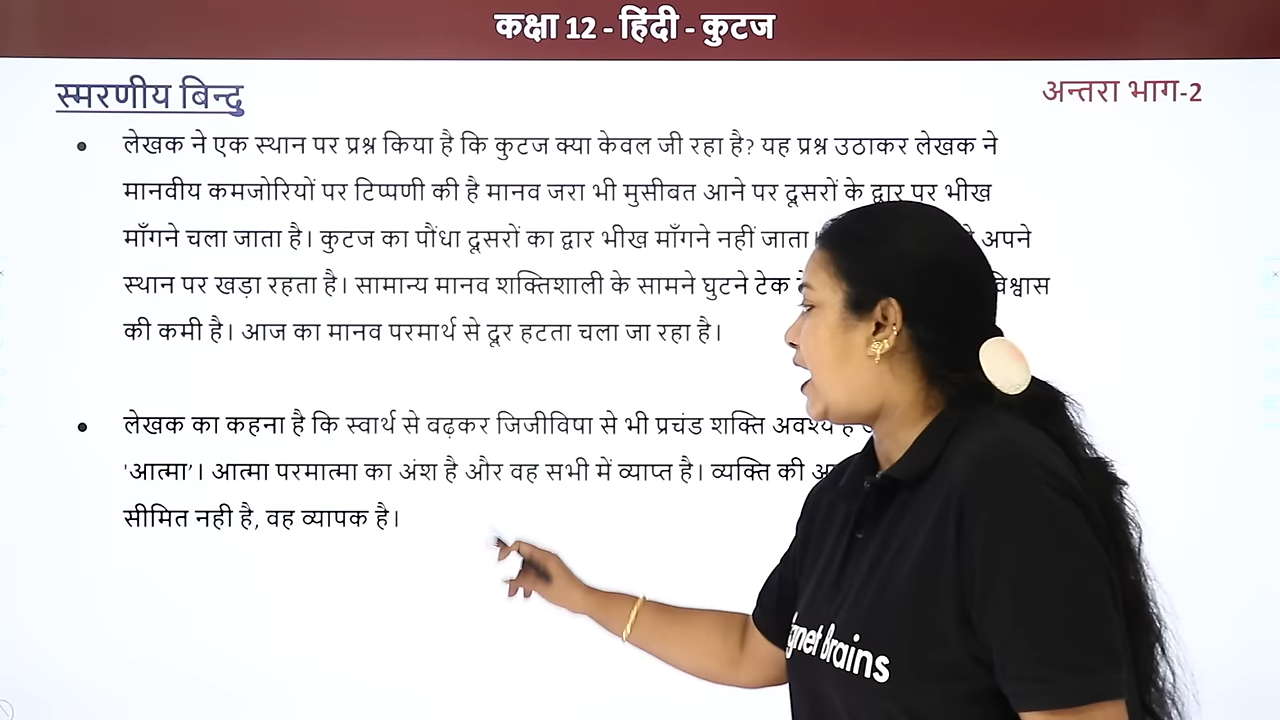 कक्षा 12 - हिंदी - कुटज
स्मरणीय बिन्दु
अन्तरा भाग-2
लेखक ने एक स्थान पर प्रश्न किया है कि कुटज क्या केवल जी रहा है? यह प्रश्न उठाकर लेखक ने
मानवीय कमजोरियों पर टिप्पणी की है मानव जरा भी मुसीवत आने पर दूसरों के द्वार पर भीख
माँगने चला जाता है। कुटज का पौंधा दूसरों का द्वार भीख माँगने नहीं जाता। अपने
स्थान पर खड़ा रहता है। सामान्य मानव शक्तिशाली के सामने घुटने टेक
की कमी है। आज का मानव परमार्थ से दूर हटता चला जा रहा है।
लेखक का कहना है कि स्वार्थ से बढ़कर जिजीविपा से भी प्रचंड शक्ति अवश्य है
'आत्मा’। आत्मा परमात्मा का अंश है और वह सभी में व्याप्त है। व्यक्ति की
सीमित नही है, वह व्यापक है।
gnet Brains